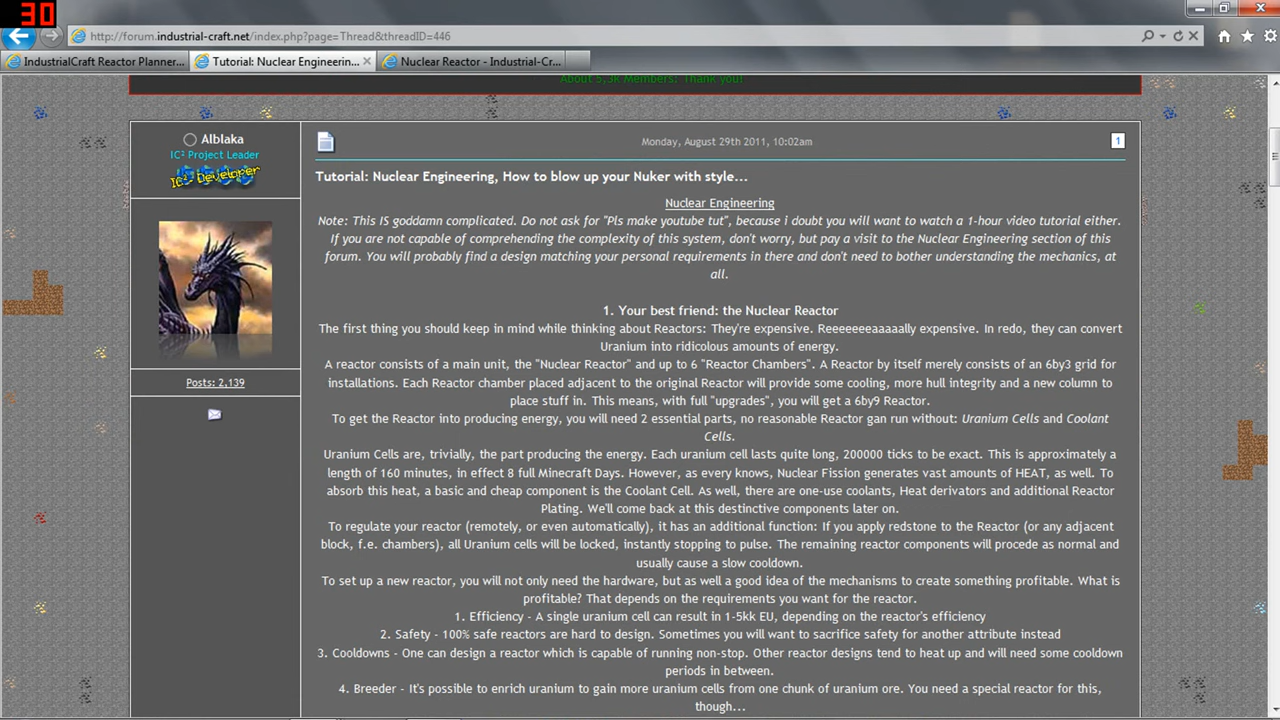 30
http://forum.industrial-craft.net/index.php?page=Thread&threadID=446
IndustrialCraft Reactor Planner... Tutorial: Nuclear Engineerin... Nuclear Reactor - Industrial-Cr...
About 5,3k Members: Thank you!
Alblaka
IC² Project Leader
IC² Developer
Posts: 2,139
Monday, August 29th 2011, 10:02am
1
Tutorial: Nuclear Engineering, How to blow up your Nuker with style...
Nuclear Engineering
Note: This IS goddamn complicated. Do not ask for "Pls make youtube tut", because i doubt you will want to watch a 1-hour video tutorial either.
If you are not capable of comprehending the complexity of this system, don't worry, but pay a visit to the Nuclear Engineering section of this
forum. You will probably find a design matching your personal requirements in there and don't need to bother understanding the mechanics, at
all.
1. Your best friend: the Nuclear Reactor
The first thing you should keep in mind while thinking about Reactors: They're expensive. Reeeeeeaaaaally expensive. In redo, they can convert
Uranium into ridicolous amounts of energy.
A reactor consists of a main unit, the "Nuclear Reactor" and up to 6 "Reactor Chambers". A Reactor by itself merely consists of an 6by3 grid for
installations. Each Reactor chamber placed adjacent to the original Reactor will provide some cooling, more hull integrity and a new column to
place stuff in. This means, with full "upgrades", you will get a 6by9 Reactor.
To get the Reactor into producing energy, you will need 2 essential parts, no reasonable Reactor gan run without: Uranium Cells and Coolant
Cells.
Uranium Cells are, trivially, the part producing the energy. Each uranium cell lasts quite long, 200000 ticks to be exact. This is approximately a
length of 160 minutes, in effect 8 full Minecraft Days. However, as every knows, Nuclear Fission generates vast amounts of HEAT, as well. To
absorb this heat, a basic and cheap component is the Coolant Cell. As well, there are one-use coolants, Heat derivators and additional Reactor
Plating. We'll come back at this destinctive components later on.
To regulate your reactor (remotely, or even automatically), it has an additional function: If you apply redstone to the Reactor (or any adjacent
block, f.e. chambers), all Uranium cells will be locked, instantly stopping to pulse. The remaining reactor components will procede as normal and
usually cause a slow cooldown.
To set up a new reactor, you will not only need the hardware, but as well a good idea of the mechanisms to create something profitable. What is
profitable? That depends on the requirements you want for the reactor.
1. Efficiency - A single uranium cell can result in 1-5kk EU, depending on the reactor's efficiency
2. Safety - 100% safe reactors are hard to design. Sometimes you will want to sacrifice safety for another attribute instead
3. Cooldowns - One can design a reactor which is capable of running non-stop. Other reactor designs tend to heat up and will need some cooldown
periods in between.
4. Breeder - It's possible to enrich uranium to gain more uranium cells from one chunk of uranium ore. You need a special reactor for this,
though...